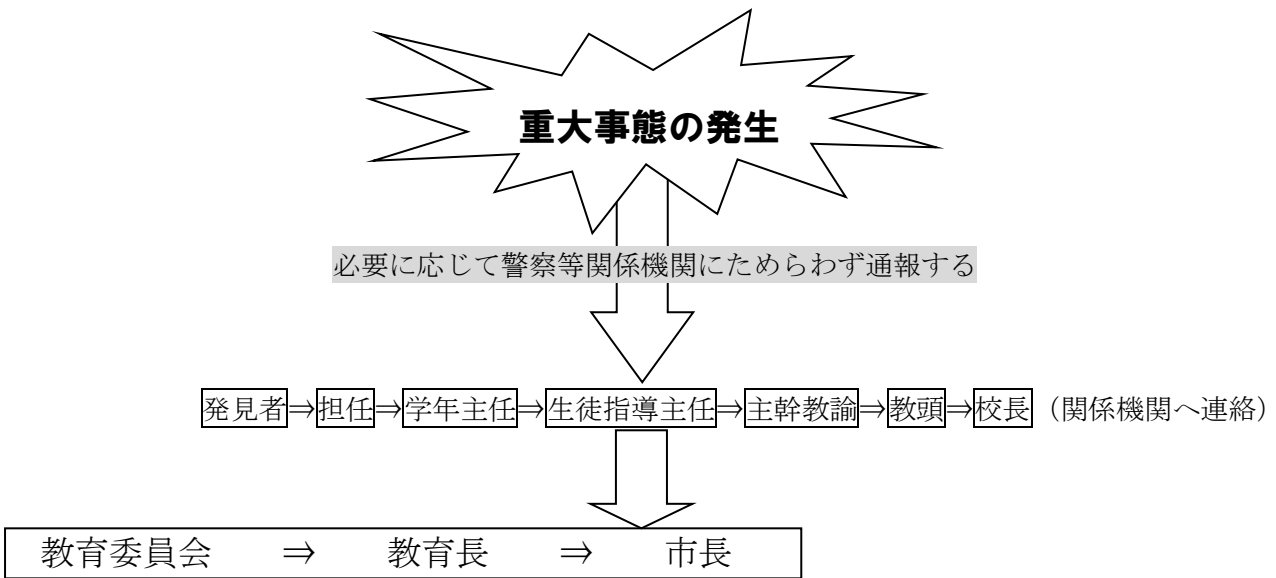 重大事態の発生
必要に応じて警察等関係機関にためらわず通報する
発見者⇒担任⇒学年主任⇒生徒指導主任⇒主幹教諭⇒教頭⇒校長（関係機関へ連絡）
教育委員会　⇒　教育長　⇒　市長